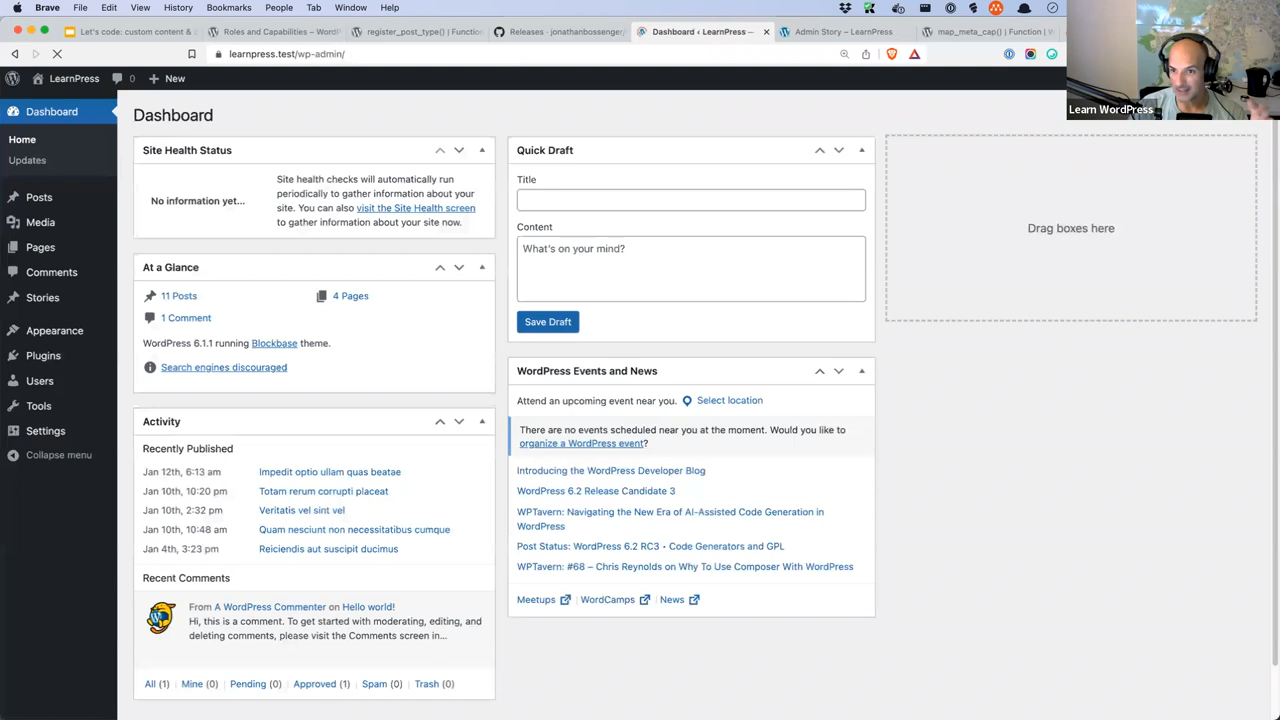 Brave File Edit View History Bookmarks People Tab Window Help
Let's code: custom content &
Roles and Capabilities – WordP
register_post_type() | Function
Releases · jonathanbossenger/
Dashboard ‹ LearnPress —
Admin Story – LearnPress
map_meta_cap() | Function | W
learnpress.test/wp-admin/
LearnPress 0 New
Learn WordPress
Dashboard
Home
Updates
Posts
Media
Pages
Comments
Stories
Appearance
Plugins
Users
Tools
Settings
Collapse menu
Dashboard
Site Health Status
No information yet...
Site health checks will automatically run
periodically to gather information about your
site. You can also visit the Site Health screen
to gather information about your site now.
At a Glance
11 Posts
4 Pages
1 Comment
WordPress 6.1.1 running Blockbase theme.
Search engines discouraged
Activity
Recently Published
Jan 12th, 6:13 am Impedit optio ullam quas beatae
Jan 10th, 10:20 pm Totam rerum corrupti placeat
Jan 10th, 2:32 pm Veritatis vel sint vel
Jan 10th, 10:48 am Quam nesciunt non necessitatibus cumque
Jan 4th, 3:23 pm Reiciendis aut suscipit ducimus
Recent Comments
From A WordPress Commenter on Hello world!
Hi, this is a comment. To get started with moderating, editing, and
deleting comments, please visit the Comments screen in…
All (1) | Mine (0) | Pending (0) | Approved (1) | Spam (0) | Trash (0)
Quick Draft
Title
Content
What's on your mind?
Save Draft
WordPress Events and News
Attend an upcoming event near you. Select location
There are no events scheduled near you at the moment. Would you like to
organize a WordPress event?
Introducing the WordPress Developer Blog
WordPress 6.2 Release Candidate 3
WPTavern: Navigating the New Era of AI-Assisted Code Generation in
WordPress
Post Status: WordPress 6.2 RC3 • Code Generators and GPL
WPTavern: #68 – Chris Reynolds on Why To Use Composer With WordPress
Meetups | WordCamps | News
Drag boxes here